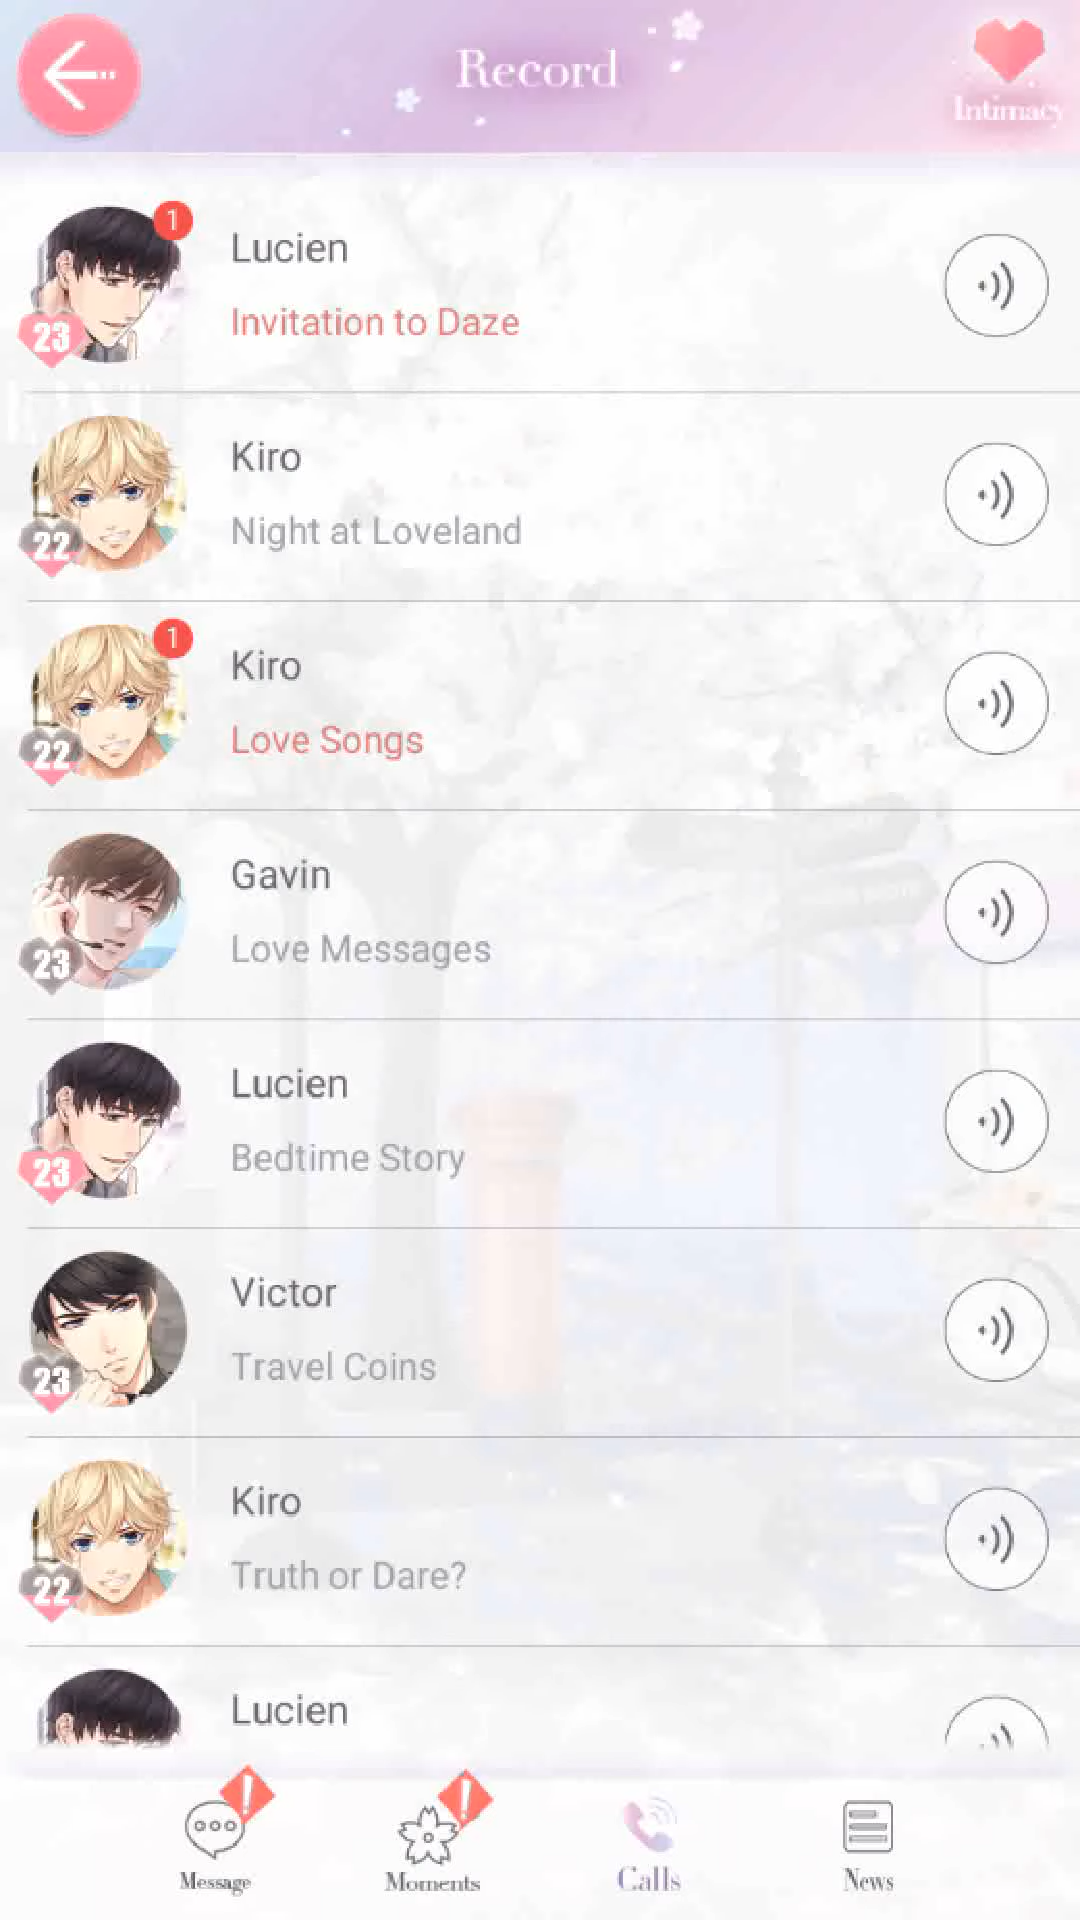 Record
Intimacy
1
Lucien
Invitation to Daze
23
Kiro
Night at Loveland
22
1
Kiro
Love Songs
22
Gavin
Love Messages
23
Lucien
Bedtime Story
23
Victor
Travel Coins
23
Kiro
Truth or Dare?
22
Lucien
Message
Moments
Calls
News